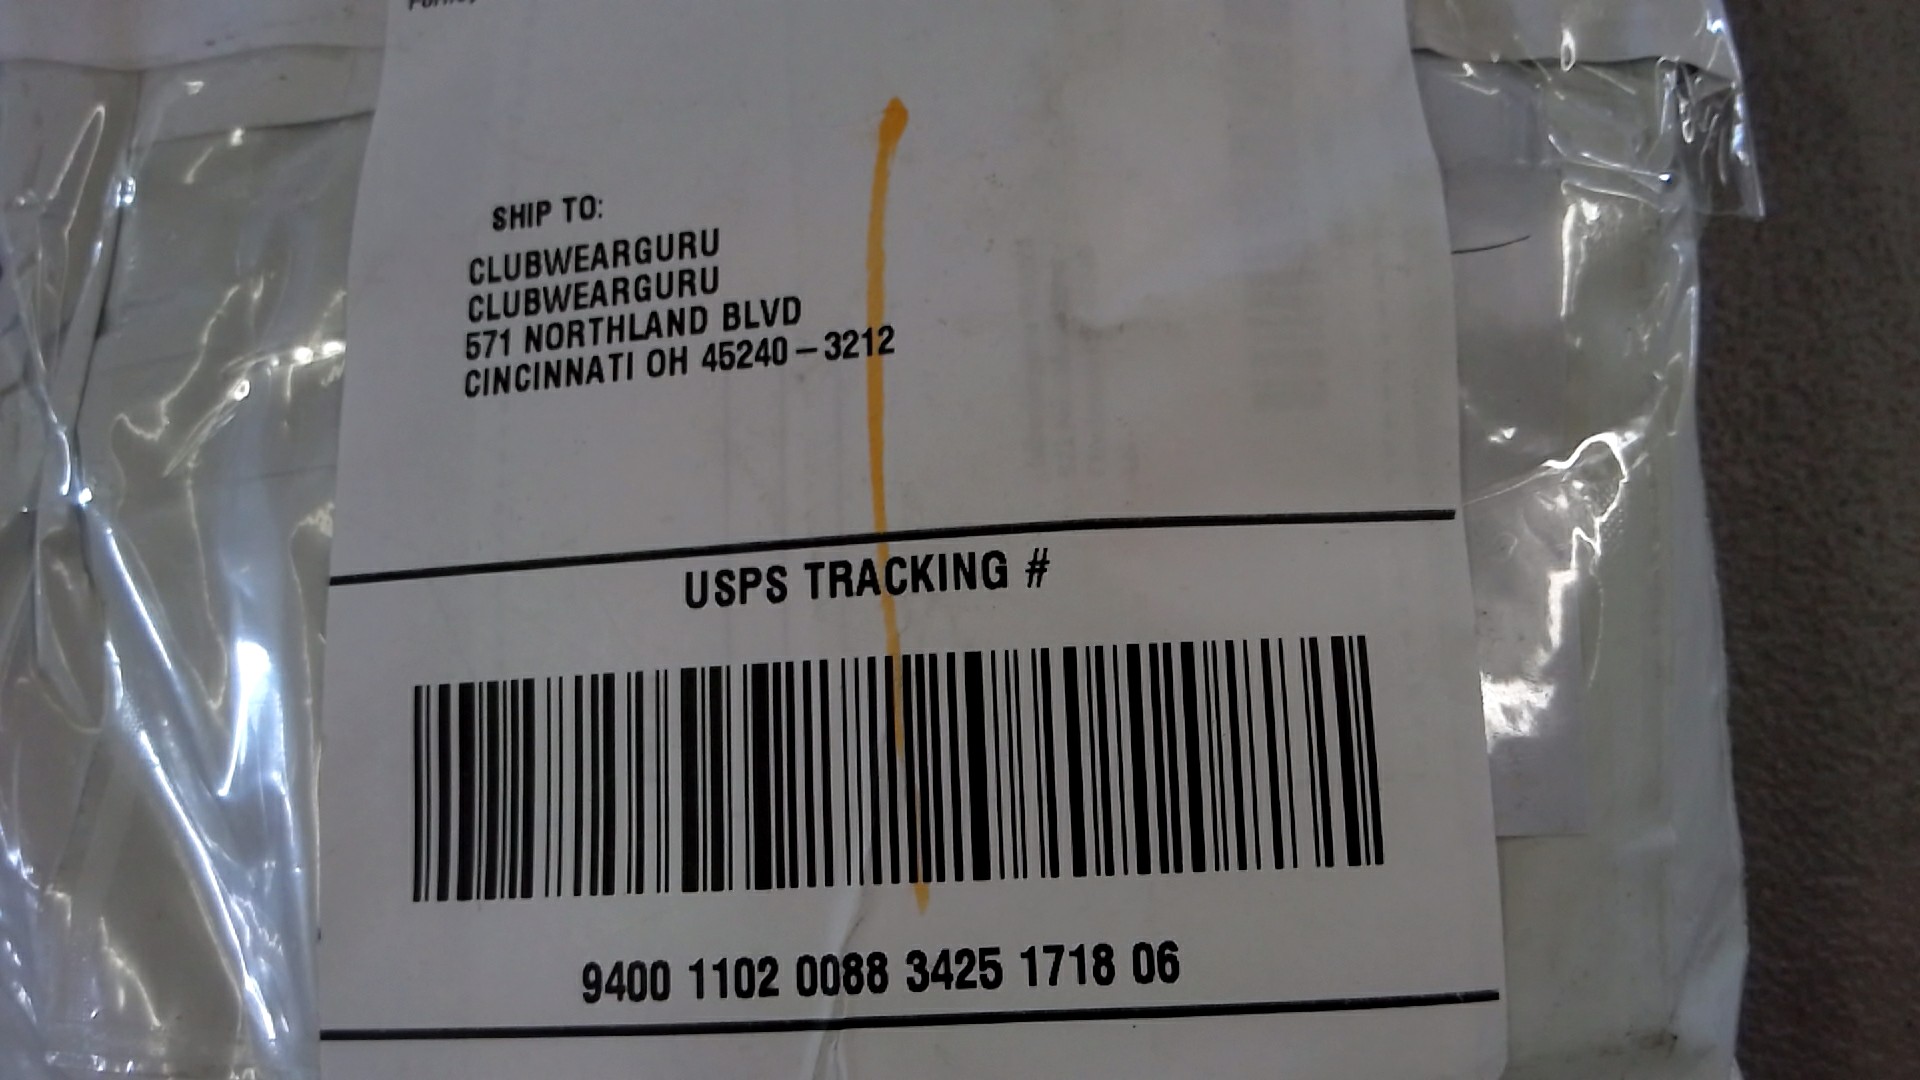 SHIP TO:
CLUBWEARGURU
CLUBWEARGURU
571 NORTHLAND BLVD
CINCINNATI OH 45240-3212
USPS TRACKING #
9400 1102 0088 3425 1718 06